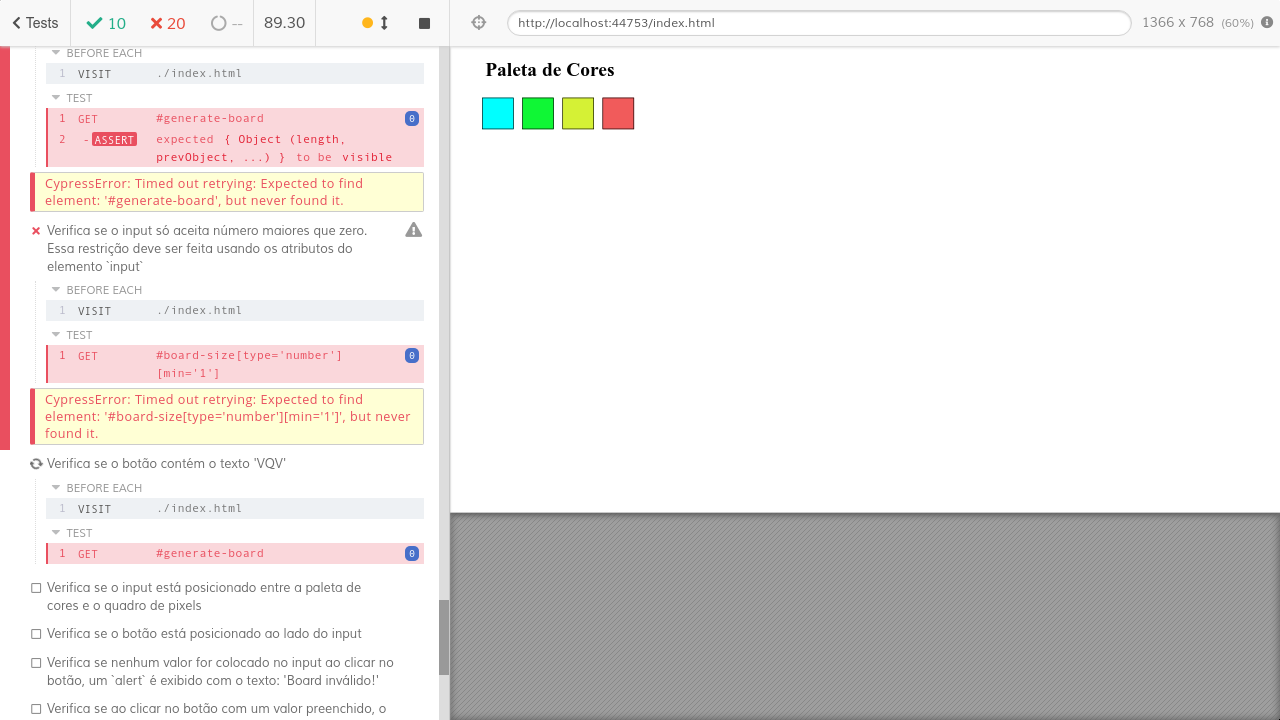 Tests 10 20 -- 89.30 http://localhost:44753/index.html 1366 x 768 (60%)
BEFORE EACH
1 VISIT ./index.html
TEST
1 GET #generate-board 0
2 -ASSERT expected { Object (length,
prevObject, ...) } to be visible
CypressError: Timed out retrying: Expected to find
element: '#generate-board', but never found it.
Verifica se o input só aceita número maiores que zero.
Essa restrição deve ser feita usando os atributos do
elemento `input`
BEFORE EACH
1 VISIT ./index.html
TEST
1 GET #board-size[type='number'] 0
[min='1']
CypressError: Timed out retrying: Expected to find
element: '#board-size[type='number'][min='1']', but never
found it.
Verifica se o botão contém o texto 'VQV'
BEFORE EACH
1 VISIT ./index.html
TEST
1 GET #generate-board 0
Verifica se o input está posicionado entre a paleta de
cores e o quadro de pixels
Verifica se o botão está posicionado ao lado do input
Verifica se nenhum valor for colocado no input ao clicar no
botão, um `alert` é exibido com o texto: 'Board inválido!'
Verifica se ao clicar no botão com um valor preenchido, o
Paleta de Cores